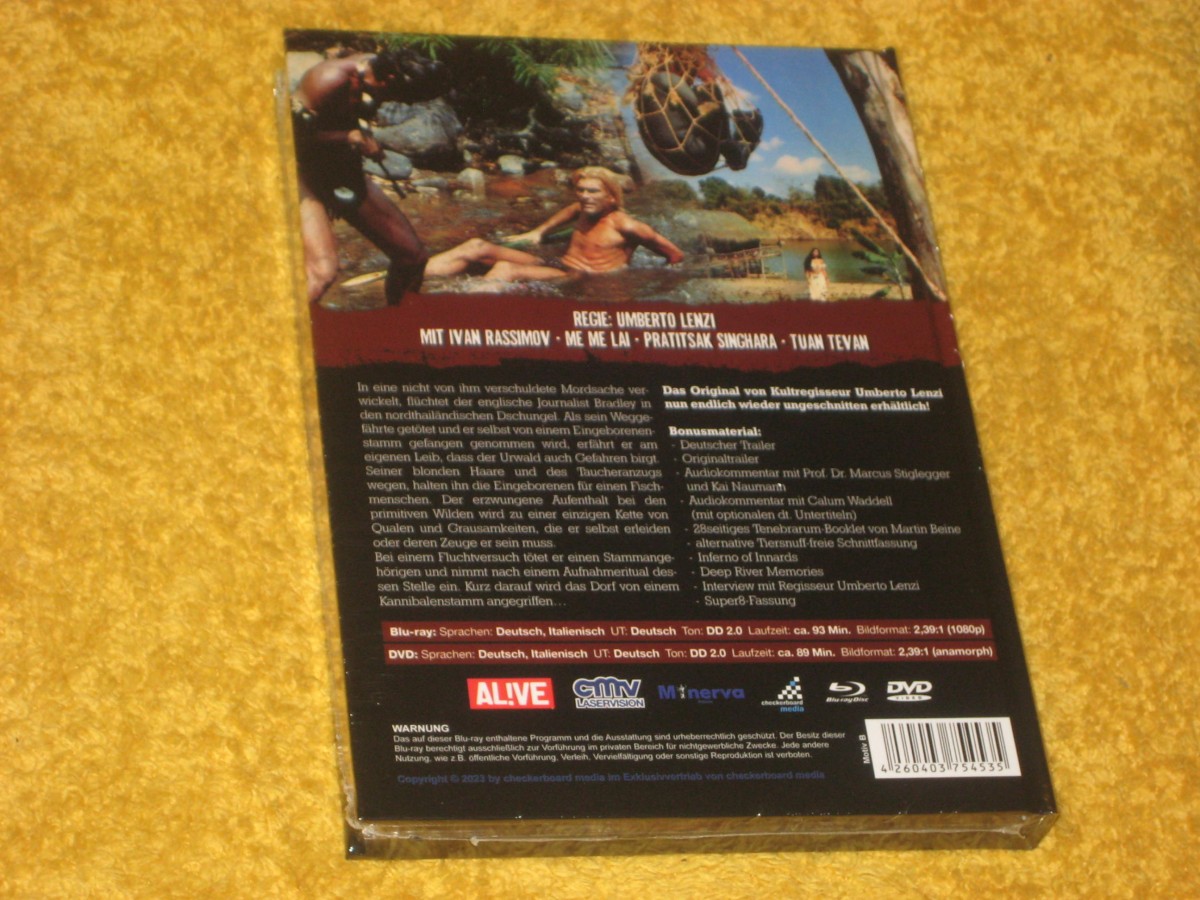 REGIE: UMBERTO LENZI
MIT IVAN RASSIMOV · ME ME LAI · PRATITSAK SINGHARA · TUAN TEVAN
In eine nicht von ihm verschuldete Mordsache ver-
wickelt, flüchtet der englische Journalist Bradley in
den nordthailändischen Dschungel. Als sein Wegge-
fährte getötet und er selbst von einem Eingeborenen-
stamm gefangen genommen wird, erfährt er am
eigenen Leib, dass der Urwald auch Gefahren birgt.
Seiner blonden Haare und des Taucheranzugs
wegen, halten ihn die Eingeborenen für einen Fisch-
menschen. Der erzwungene Aufenthalt bei den
primitiven Wilden wird zu einer einzigen Kette von
Qualen und Grausamkeiten, die er selbst erleiden
oder deren Zeuge er sein muss.
Bei einem Fluchtversuch tötet er einen Stammange-
hörigen und nimmt nach einem Aufnahmeritual des-
sen Stelle ein. Kurz darauf wird das Dorf von einem
Kannibalenstamm angegriffen...
Das Original von Kultregisseur Umberto Lenzi
nun endlich wieder ungeschnitten erhältlich!
Bonusmaterial:
- Deutscher Trailer
- Originaltrailer
- Audiokommentar mit Prof. Dr. Marcus Stiglegger
und Kai Naumann
- Audiokommentar mit Calum Waddell
(mit optionalen dt. Untertiteln)
- 28seitiges Tenebrarum-Booklet von Martin Beine
- alternative Tiersnuff-freie Schnittfassung
- Inferno of Innards
- Deep River Memories
- Interview mit Regisseur Umberto Lenzi
- Super8-Fassung
Blu-ray: Sprachen: Deutsch, Italienisch UT: Deutsch Ton: DD 2.0 Laufzeit: ca. 93 Min. Bildformat: 2,39:1 (1080p)
DVD: Sprachen: Deutsch, Italienisch UT: Deutsch Ton: DD 2.0 Laufzeit: ca. 89 Min. Bildformat: 2,39:1 (anamorph)
AL!VE
cmv LASERVISION
Minerva
checkerboard media
Blu-ray Disc
DVD VIDEO
WARNUNG
Das auf dieser Blu-ray enthaltene Programm und die Ausstattung sind urheberrechtlich geschützt. Der Besitz dieser
Blu-ray berechtigt ausschließlich zur Vorführung im privaten Bereich für nichtgewerbliche Zwecke. Jede andere
Nutzung, wie z.B. öffentliche Vorführung, Verleih, Vervielfältigung oder sonstige Reproduktion ist verboten.
Copyright © 2023 by checkerboard media im Exklusivvertrieb von checkerboard media
Motiv B
4 260403 754535